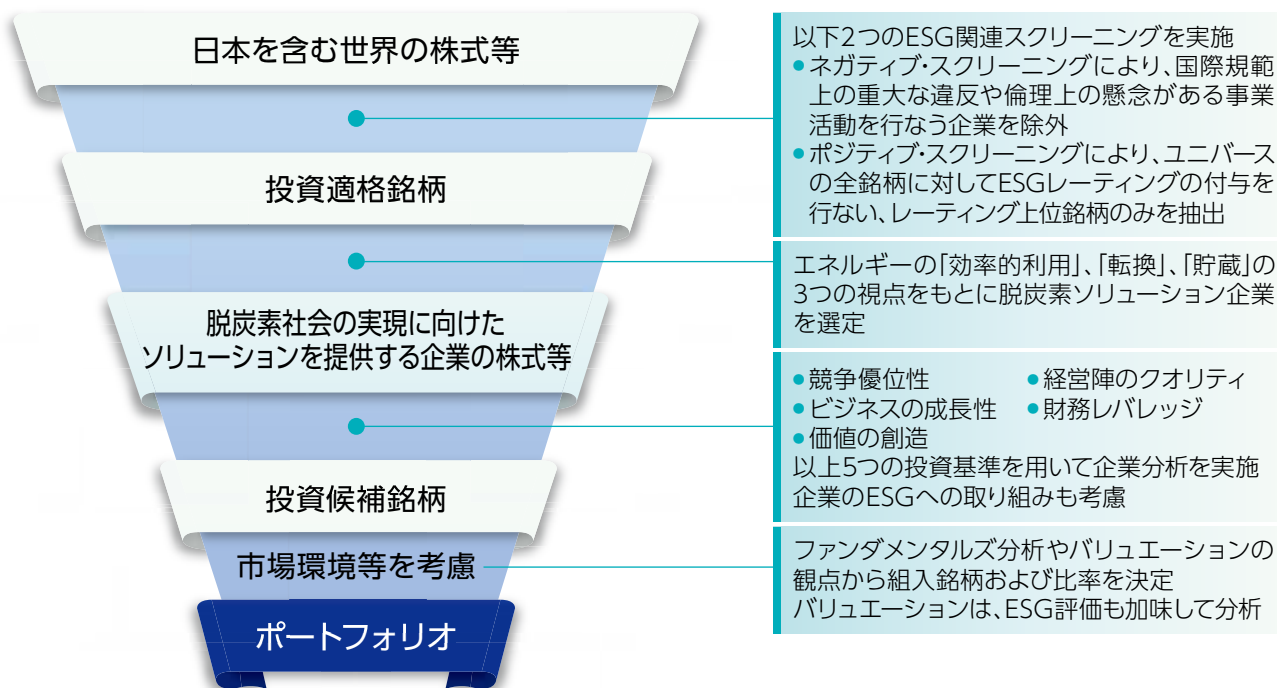 日本を含む世界の株式等
以下2つのESG関連スクリーニングを実施
●ネガティブ・スクリーニングにより、国際規範
上の重大な違反や倫理上の懸念がある事業
活動を行なう企業を除外
●ポジティブ・スクリーニングにより、ユニバース
の全銘柄に対してESGレーティングの付与を
行ない、レーティング上位銘柄のみを抽出
投資適格銘柄
エネルギーの「効率的利用」、「転換」、「貯蔵」の
3つの視点をもとに脱炭素ソリューション企業
を選定
脱炭素社会の実現に向けた
ソリューションを提供する企業の株式等
●競争優位性 ●経営陣のクオリティ
●ビジネスの成長性 ●財務レバレッジ
●価値の創造
以上5つの投資基準を用いて企業分析を実施
企業のESGへの取り組みも考慮
投資候補銘柄
市場環境等を考慮
ファンダメンタルズ分析やバリュエーションの
観点から組入銘柄および比率を決定
バリュエーションは、ESG評価も加味して分析
ポートフォリオ